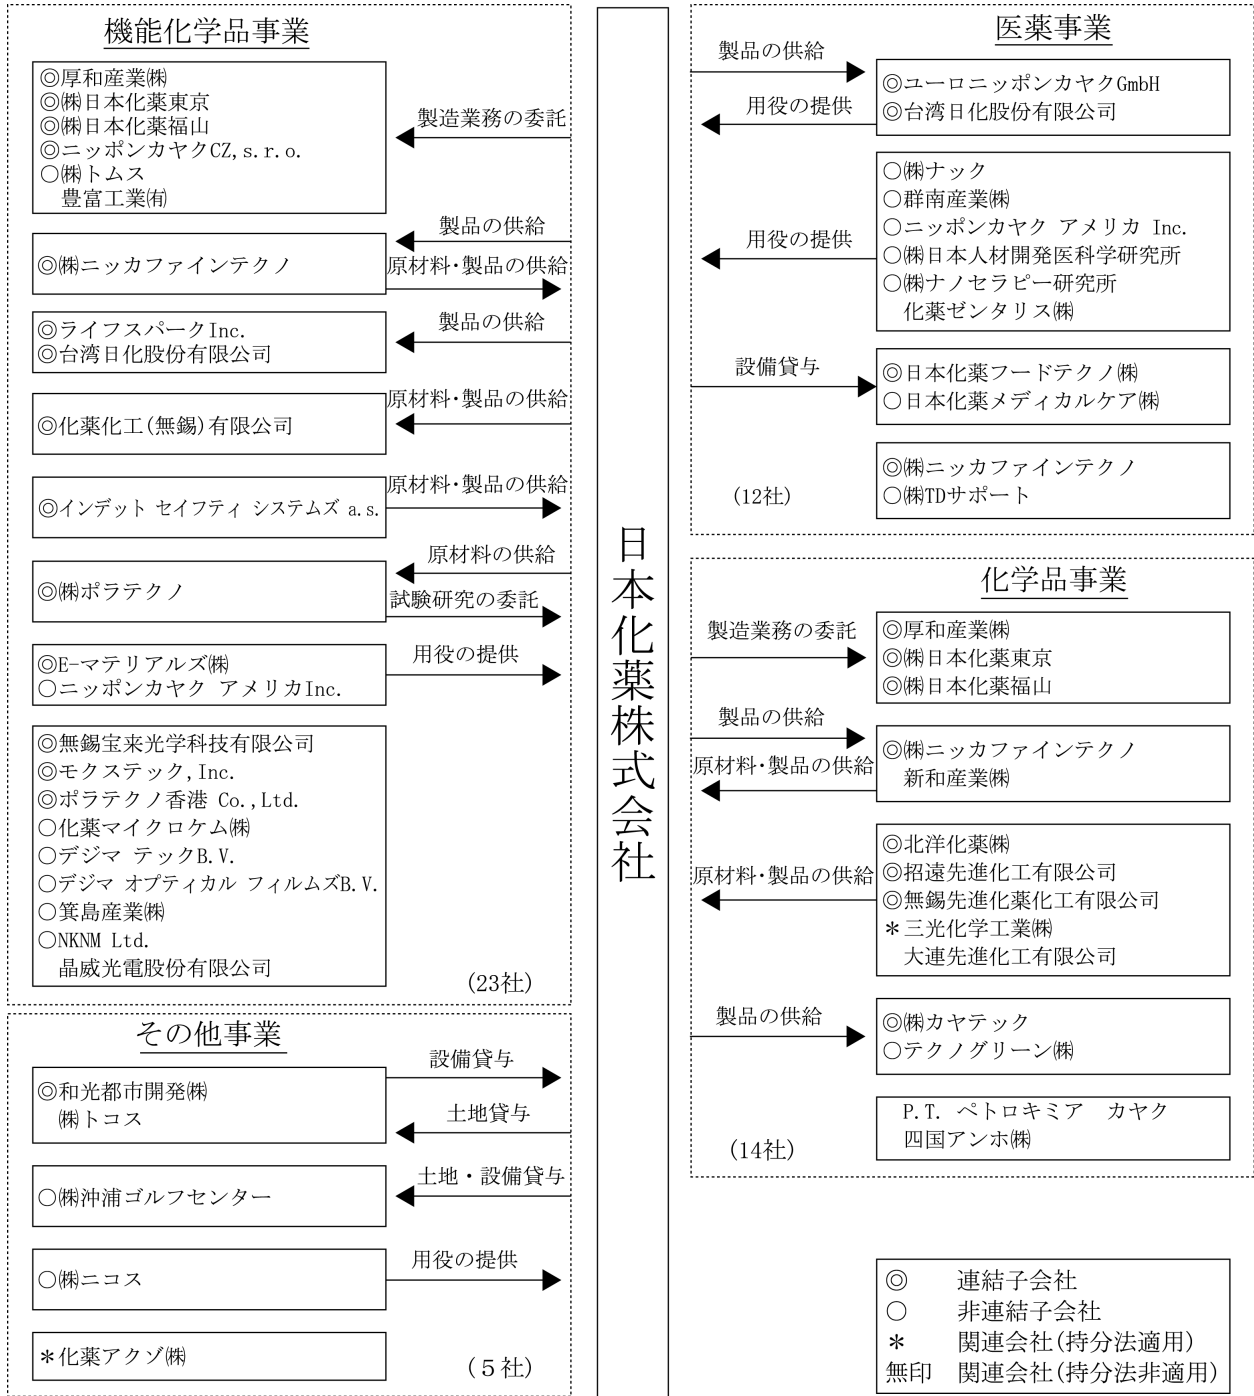 機能化学品事業
◎厚和産業㈱
◎㈱日本化薬東京
◎㈱日本化薬福山
◎ニッポンカヤクCZ,s.r.o.
○㈱トムス
豊富工業㈲
製造業務の委託
◎㈱ニッカファインテクノ
製品の供給
原材料・製品の供給
◎ライフスパークInc.
◎台湾日化股份有限公司
製品の供給
◎化薬化工(無錫)有限公司
原材料・製品の供給
◎インデット セイフティ システムズ a.s.
原材料・製品の供給
◎㈱ポラテクノ
原材料の供給
試験研究の委託
◎E-マテリアルズ㈱
○ニッポンカヤク アメリカInc.
用役の提供
◎無錫宝来光学科技有限公司
◎モクステック,Inc.
◎ポラテクノ香港 Co.,Ltd.
○化薬マイクロケム㈱
○デジマ テックB.V.
○デジマ オプティカル フィルムズB.V.
○箕島産業㈱
○NKNM Ltd.
晶威光電股份有限公司
(23社)
その他事業
◎和光都市開発㈱
㈱トコス
設備貸与
土地貸与
○㈱沖浦ゴルフセンター
土地・設備貸与
○㈱ニコス
用役の提供
＊化薬アクゾ㈱
(５社)
日本化薬株式会社
医薬事業
製品の供給
用役の提供
◎ユーロニッポンカヤクGmbH
◎台湾日化股份有限公司
用役の提供
○㈱ナック
○群南産業㈱
○ニッポンカヤク アメリカ Inc.
○㈱日本人材開発医科学研究所
○㈱ナノセラピー研究所
化薬ゼンタリス㈱
設備貸与
◎日本化薬フードテクノ㈱
○日本化薬メディカルケア㈱
◎㈱ニッカファインテクノ
○㈱TDサポート
(12社)
化学品事業
製造業務の委託
◎厚和産業㈱
◎㈱日本化薬東京
◎㈱日本化薬福山
製品の供給
原材料・製品の供給
◎㈱ニッカファインテクノ
新和産業㈱
原材料・製品の供給
◎北洋化薬㈱
◎招遠先進化工有限公司
◎無錫先進化薬化工有限公司
＊三光化学工業㈱
大連先進化工有限公司
製品の供給
◎㈱カヤテック
○テクノグリーン㈱
P.T. ペトロキミア　カヤク
四国アンホ㈱
(14社)
◎　連結子会社
○　非連結子会社
＊　関連会社(持分法適用)
無印　関連会社(持分法非適用)